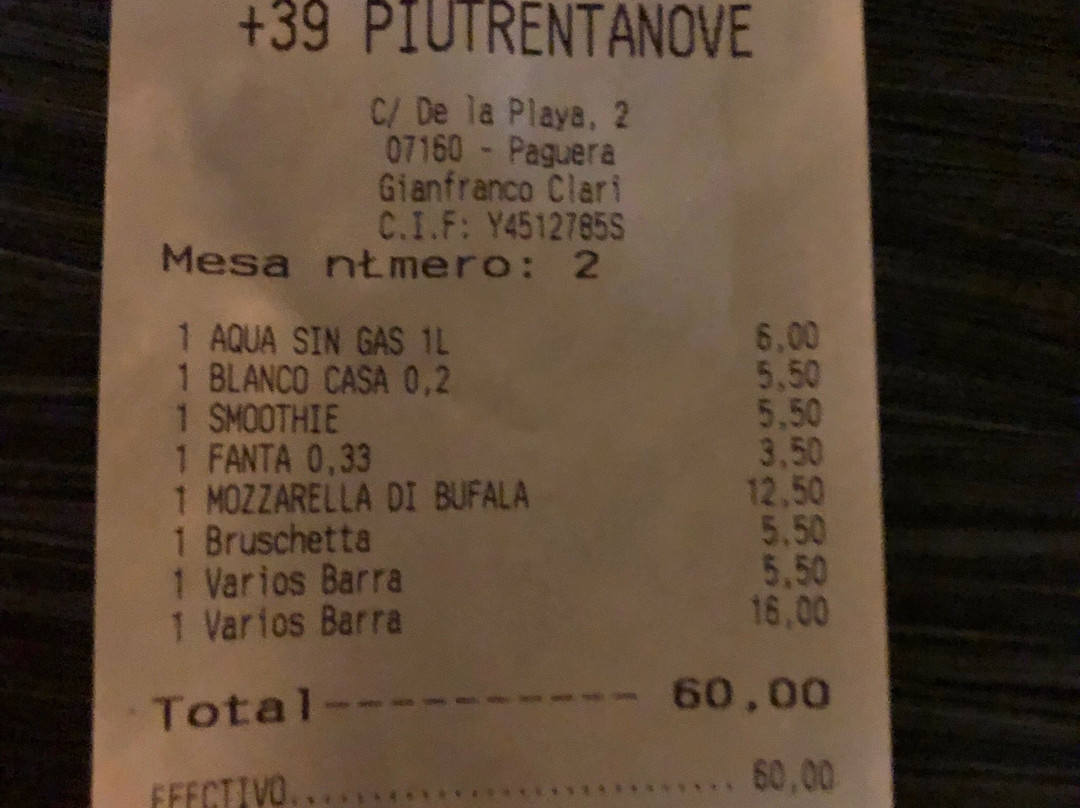 +39 PIUTRENTANOVE
C/ De la Playa, 2
07160 - Paguera
Gianfranco Clari
C.I.F: Y4512785S
Mesa ntmero: 2
1 AQUA SIN GAS 1L 6,00
1 BLANCO CASA 0,2 5,50
1 SMOOTHIE 5,50
1 FANTA 0,33 3,50
1 MOZZARELLA DI BUFALA 12,50
1 Bruschetta 5,50
1 Varios Barra 5,50
1 Varios Barra 16,00
Total---------- 60,00
EFECTIVO.............................. 60,00